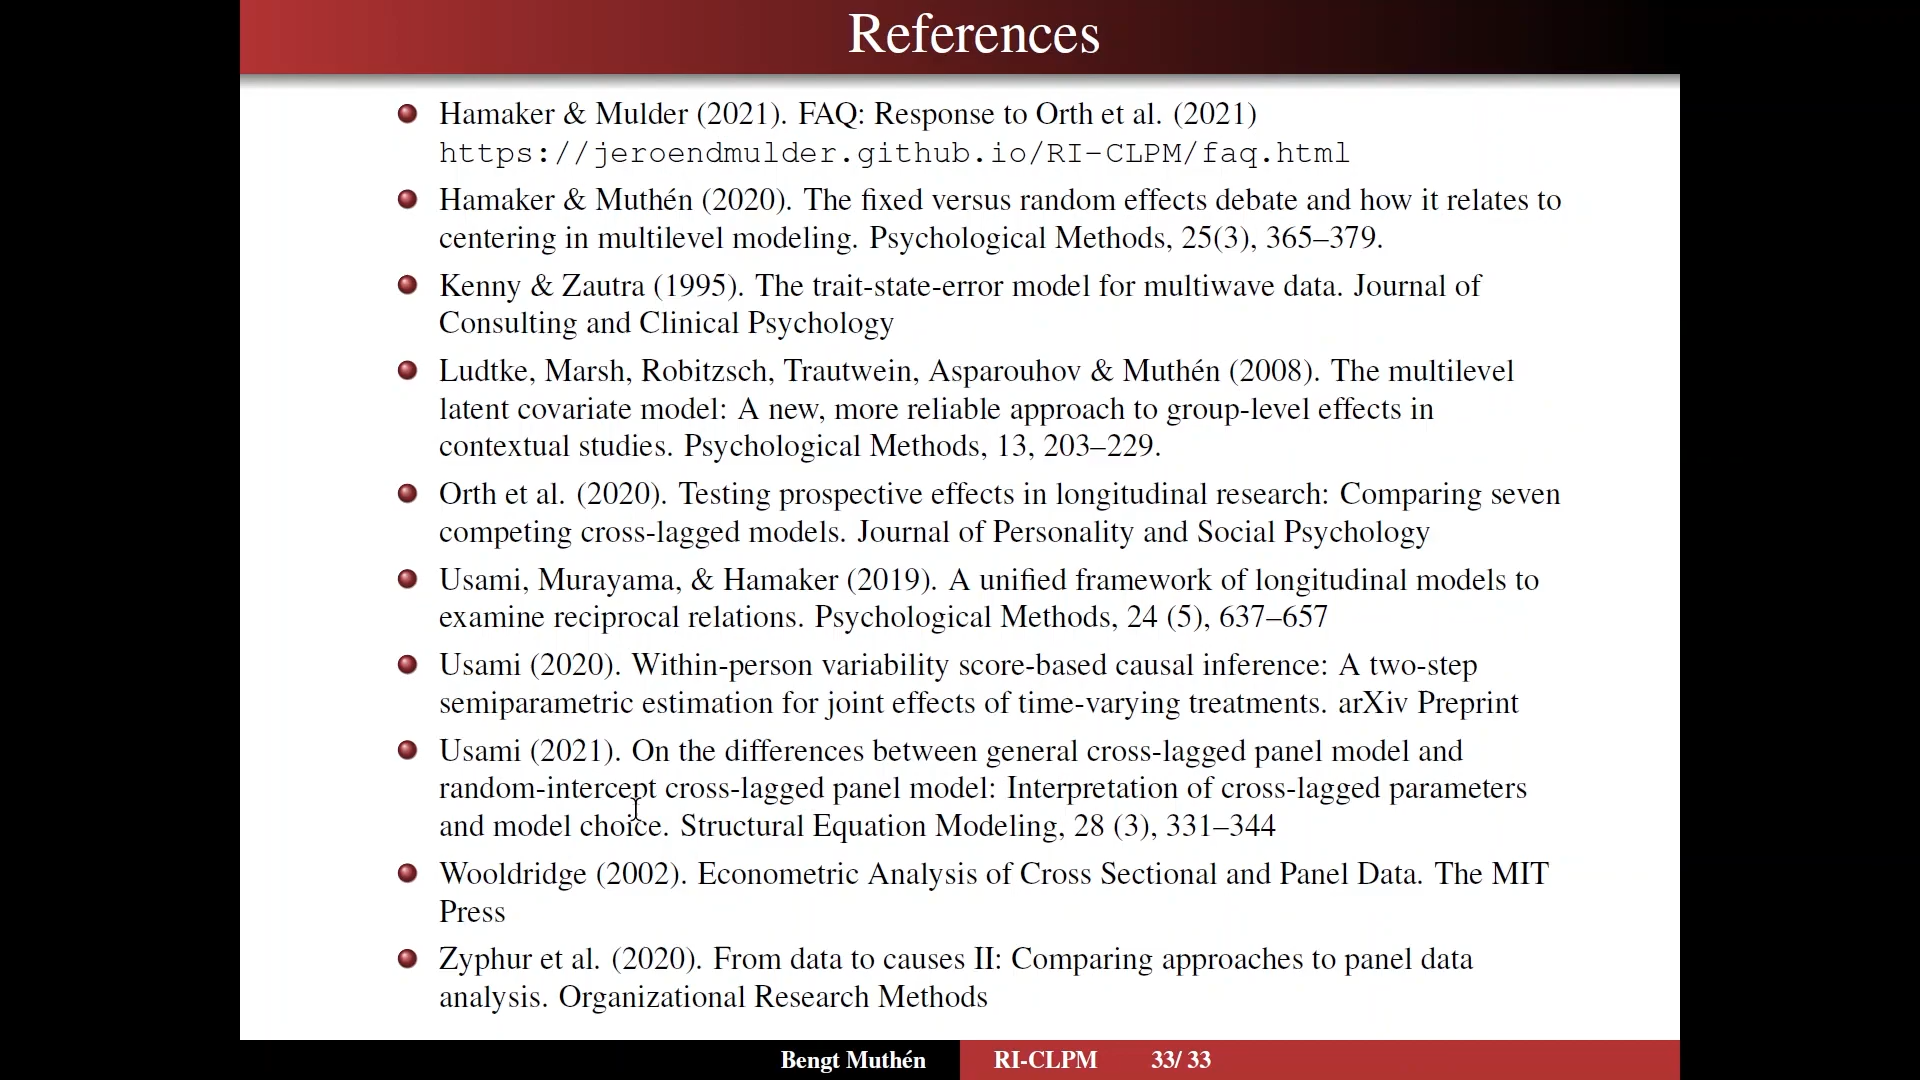 References
Hamaker & Mulder (2021). FAQ: Response to Orth et al. (2021)
https://jeroendmulder.github.io/RI-CLPM/faq.html
Hamaker & Muthén (2020). The fixed versus random effects debate and how it relates to
centering in multilevel modeling. Psychological Methods, 25(3), 365–379.
Kenny & Zautra (1995). The trait-state-error model for multiwave data. Journal of
Consulting and Clinical Psychology
Ludtke, Marsh, Robitzsch, Trautwein, Asparouhov & Muthén (2008). The multilevel
latent covariate model: A new, more reliable approach to group-level effects in
contextual studies. Psychological Methods, 13, 203–229.
Orth et al. (2020). Testing prospective effects in longitudinal research: Comparing seven
competing cross-lagged models. Journal of Personality and Social Psychology
Usami, Murayama, & Hamaker (2019). A unified framework of longitudinal models to
examine reciprocal relations. Psychological Methods, 24 (5), 637–657
Usami (2020). Within-person variability score-based causal inference: A two-step
semiparametric estimation for joint effects of time-varying treatments. arXiv Preprint
Usami (2021). On the differences between general cross-lagged panel model and
random-intercept cross-lagged panel model: Interpretation of cross-lagged parameters
and model choice. Structural Equation Modeling, 28 (3), 331–344
Wooldridge (2002). Econometric Analysis of Cross Sectional and Panel Data. The MIT
Press
Zyphur et al. (2020). From data to causes II: Comparing approaches to panel data
analysis. Organizational Research Methods
Bengt Muthén RI-CLPM 33/ 33